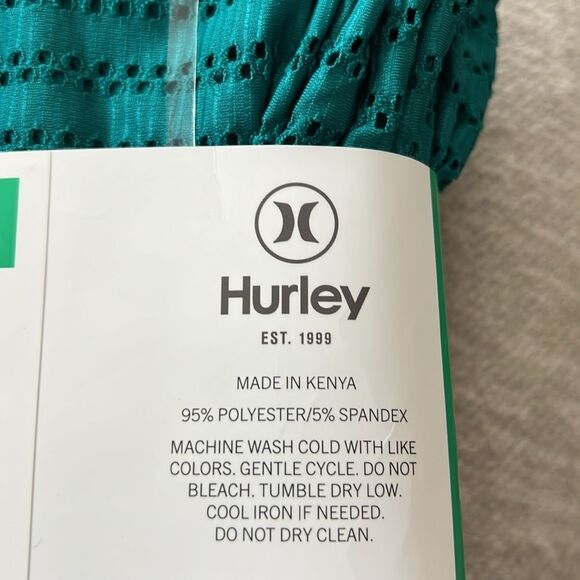 Hurley
EST. 1999
MADE IN KENYA
95% POLYESTER/5% SPANDEX
MACHINE WASH COLD WITH LIKE
COLORS. GENTLE CYCLE. DO NOT
BLEACH. TUMBLE DRY LOW.
COOL IRON IF NEEDED.
DO NOT DRY CLEAN.